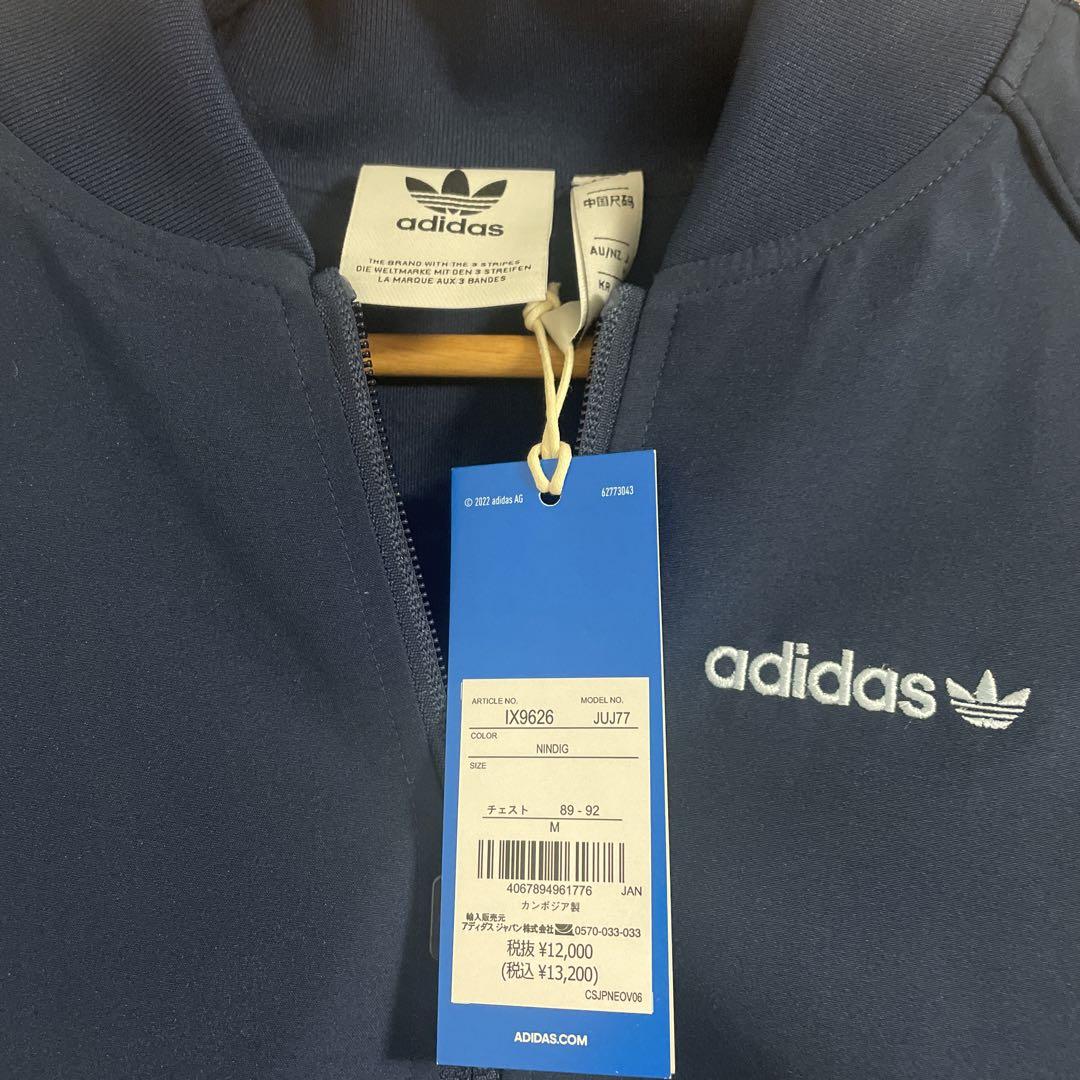 adidas
THE BRAND WITH THE 3 STRIPES
DIE WELTMARKE MIT DEN 3 STREIFEN
LA MARQUE AUX 3 BANDES
中国尺码
AU/NZ
KR
© 2022 adidas AG
62773043
adidas
ARTICLE NO. MODEL NO.
IX9626 JUJ77
COLOR
NINDIG
SIZE
チェスト 89 - 92
M
4067894961776 JAN
カンボジア製
輸入販売元
アディダス ジャパン株式会社 0570-033-033
税抜 ¥12,000
(税込 ¥13,200)
CSJPNEOV06
ADIDAS.COM